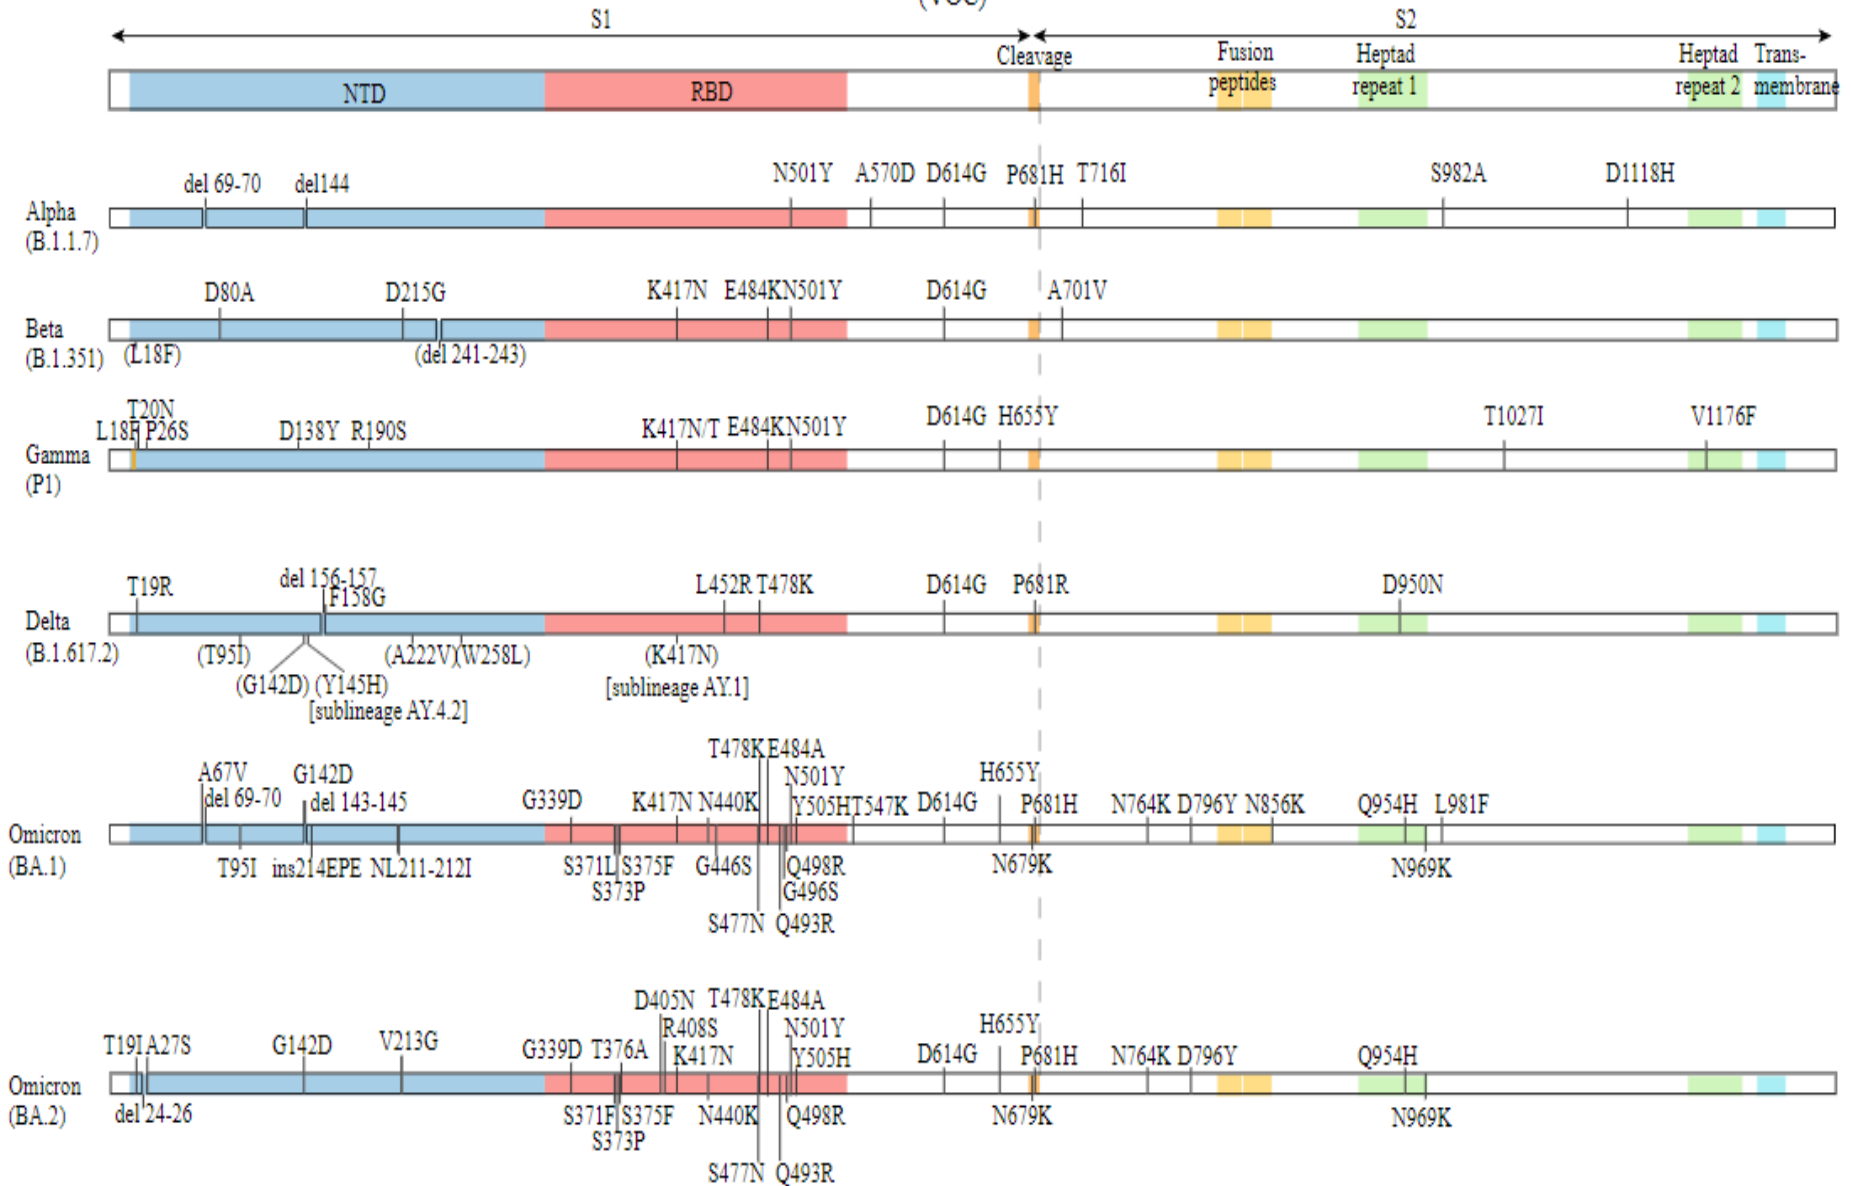 (VOC)
S1 S2
Cleavage Fusion peptides Heptad repeat 1 Heptad repeat 2 Trans-membrane
NTD RBD
N501Y A570D D614G P681H T716I S982A D1118H
del 69-70 del144
Alpha
(B.1.1.7)
D80A D215G K417N E484K N501Y D614G A701V
Beta
(B.1.351) (L18F) (del 241-243)
T20N
L18F P26S D138Y R190S K417N/T E484K N501Y D614G H655Y T1027I V1176F
Gamma
(P1)
del 156-157
T19R F158G L452R T478K D614G P681R D950N
Delta
(B.1.617.2) (T95I) (A222V) (W258L) (K417N)
(G142D) (Y145H) [sublineage AY.1]
[sublineage AY.4.2]
T478K E484A
A67V G142D N501Y H655Y
del 69-70 del 143-145 G339D K417N N440K Y505H T547K D614G P681H N764K D796Y N856K Q954H L981F
Omicron
(BA.1) T95I ins214EPE NL211-212I S371L S375F G446S Q498R N679K N969K
S373P G496S
S477N Q493R
D405N T478K E484A
R408S N501Y H655Y
T19I A27S G142D V213G G339D T376A K417N Y505H D614G P681H N764K D796Y Q954H
Omicron
(BA.2) del 24-26 S371F S375F N440K Q498R N679K N969K
S373P
S477N Q493R